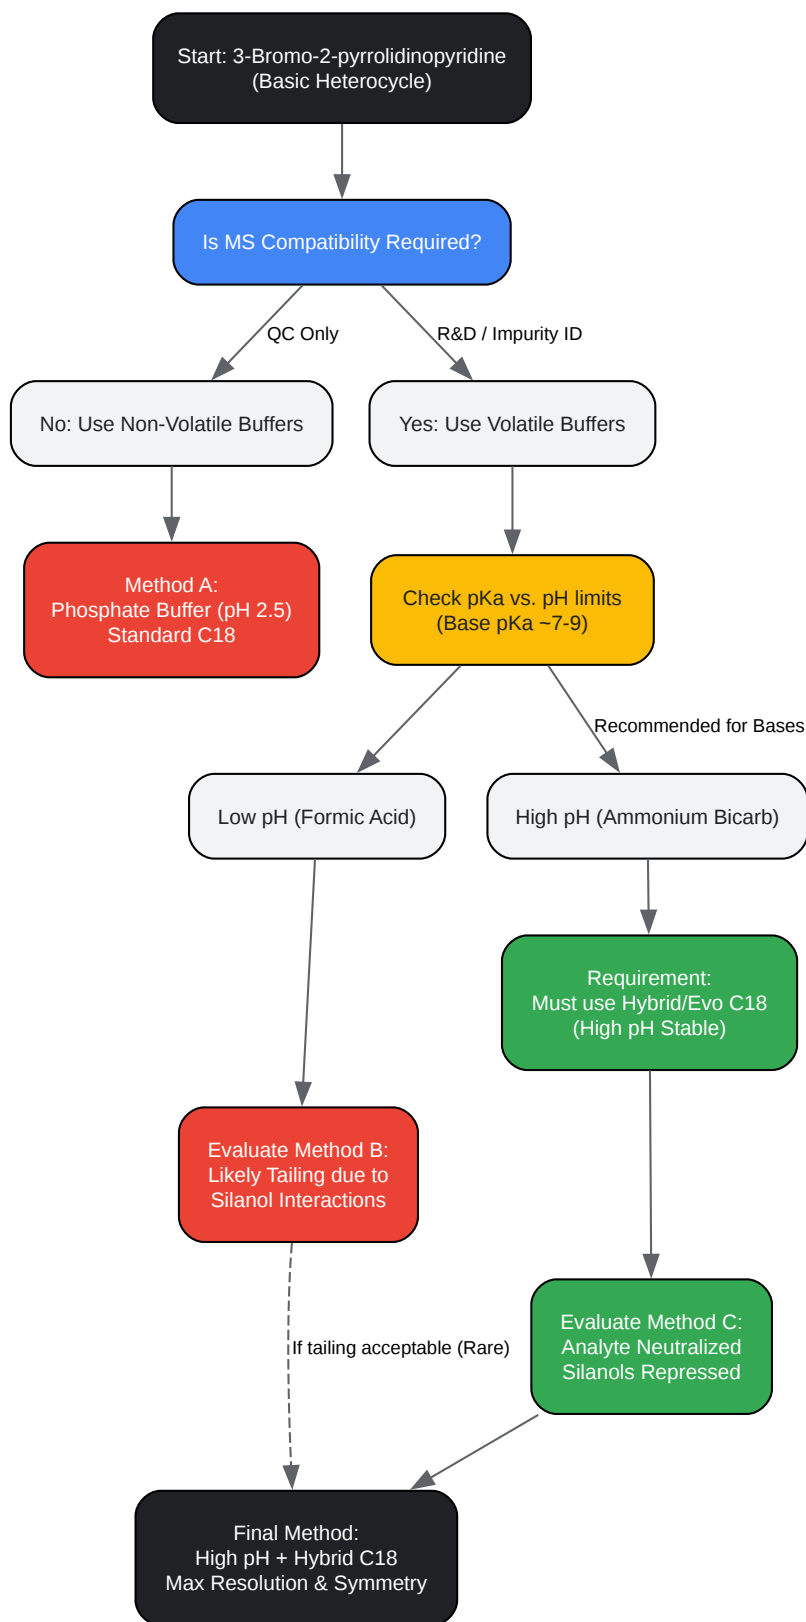 Start: 3-Bromo-2-pyrrolidinopyridine
(Basic Heterocycle)
Is MS Compatibility Required?
QC Only
R&D / Impurity ID
No: Use Non-Volatile Buffers
Yes: Use Volatile Buffers
Method A:
Phosphate Buffer (pH 2.5)
Standard C18
Check pKa vs. pH limits
(Base pKa ~7-9)
Recommended for Bases
Low pH (Formic Acid)
High pH (Ammonium Bicarb)
Requirement:
Must use Hybrid/Evo C18
(High pH Stable)
Evaluate Method B:
Likely Tailing due to
Silanol Interactions
Evaluate Method C:
Analyte Neutralized
Silanols Repressed
If tailing acceptable (Rare)
Final Method:
High pH + Hybrid C18
Max Resolution & Symmetry